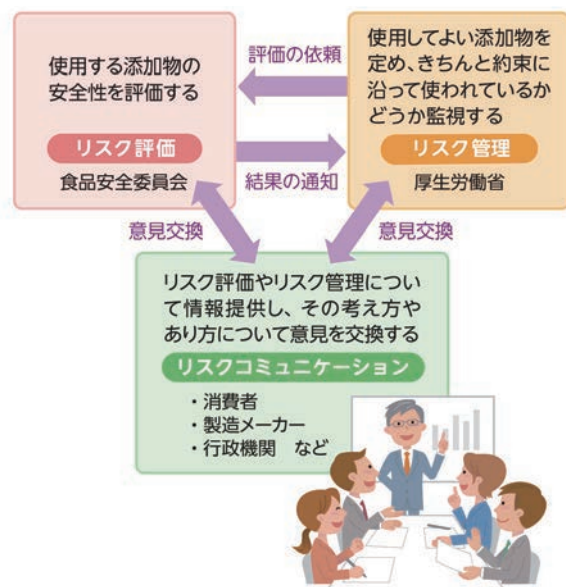 使用する添加物の
安全性を評価する
リスク評価
食品安全委員会
評価の依頼
結果の通知
使用してよい添加物を
定め、きちんと約束に
沿って使われているか
どうか監視する
リスク管理
厚生労働省
意見交換
意見交換
リスク評価やリスク管理につい
て情報提供し、その考え方や
あり方について意見を交換する
リスクコミュニケーション
・消費者
・製造メーカー
・行政機関 など